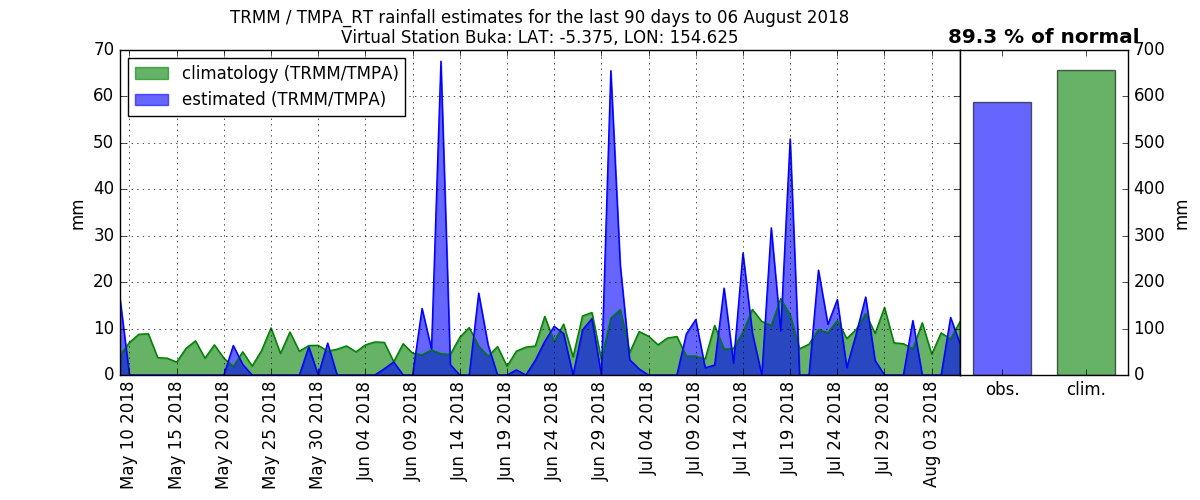 TRMM / TMPA_RT rainfall estimates for the last 90 days to 06 August 2018
Virtual Station Buka: LAT: -5.375, LON: 154.625
89.3 % of normal
climatology (TRMM/TMPA)
estimated (TRMM/TMPA)
70
60
50
40
30
20
10
0
mm
700
600
500
400
300
200
100
0
mm
May 10 2018
May 15 2018
May 20 2018
May 25 2018
May 30 2018
Jun 04 2018
Jun 09 2018
Jun 14 2018
Jun 19 2018
Jun 24 2018
Jun 29 2018
Jul 04 2018
Jul 09 2018
Jul 14 2018
Jul 19 2018
Jul 24 2018
Jul 29 2018
Aug 03 2018
obs.
clim.